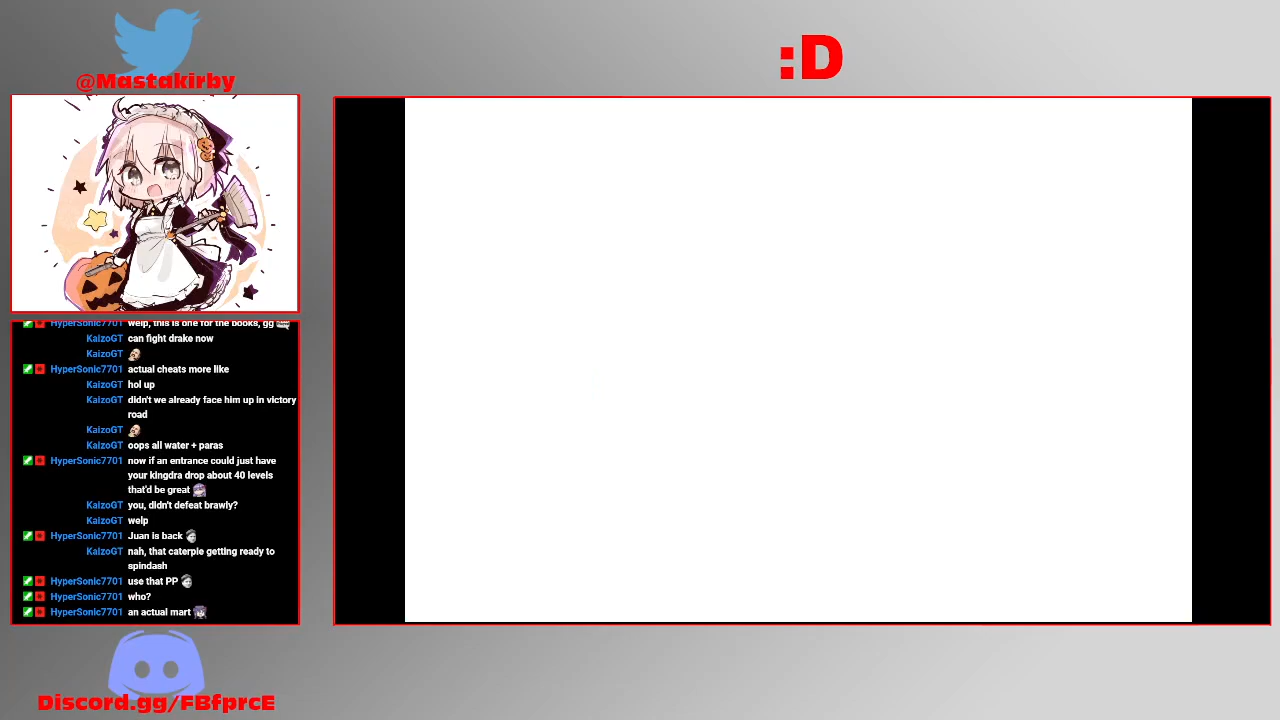 @Mastakirby
:D
HyperSonic7701 welp, this is one for the books, gg
KaizoGT can fight drake now
KaizoGT
HyperSonic7701 actual cheats more like
KaizoGT hol up
KaizoGT didn't we already face him up in victory
road
KaizoGT
KaizoGT oops all water + paras
HyperSonic7701 now if an entrance could just have
your kingdra drop about 40 levels
that'd be great
KaizoGT you, didn't defeat brawly?
KaizoGT welp
HyperSonic7701 Juan is back
KaizoGT nah, that caterpie getting ready to
spindash
HyperSonic7701 use that PP
HyperSonic7701 who?
HyperSonic7701 an actual mart
Discord.gg/FBfprcE